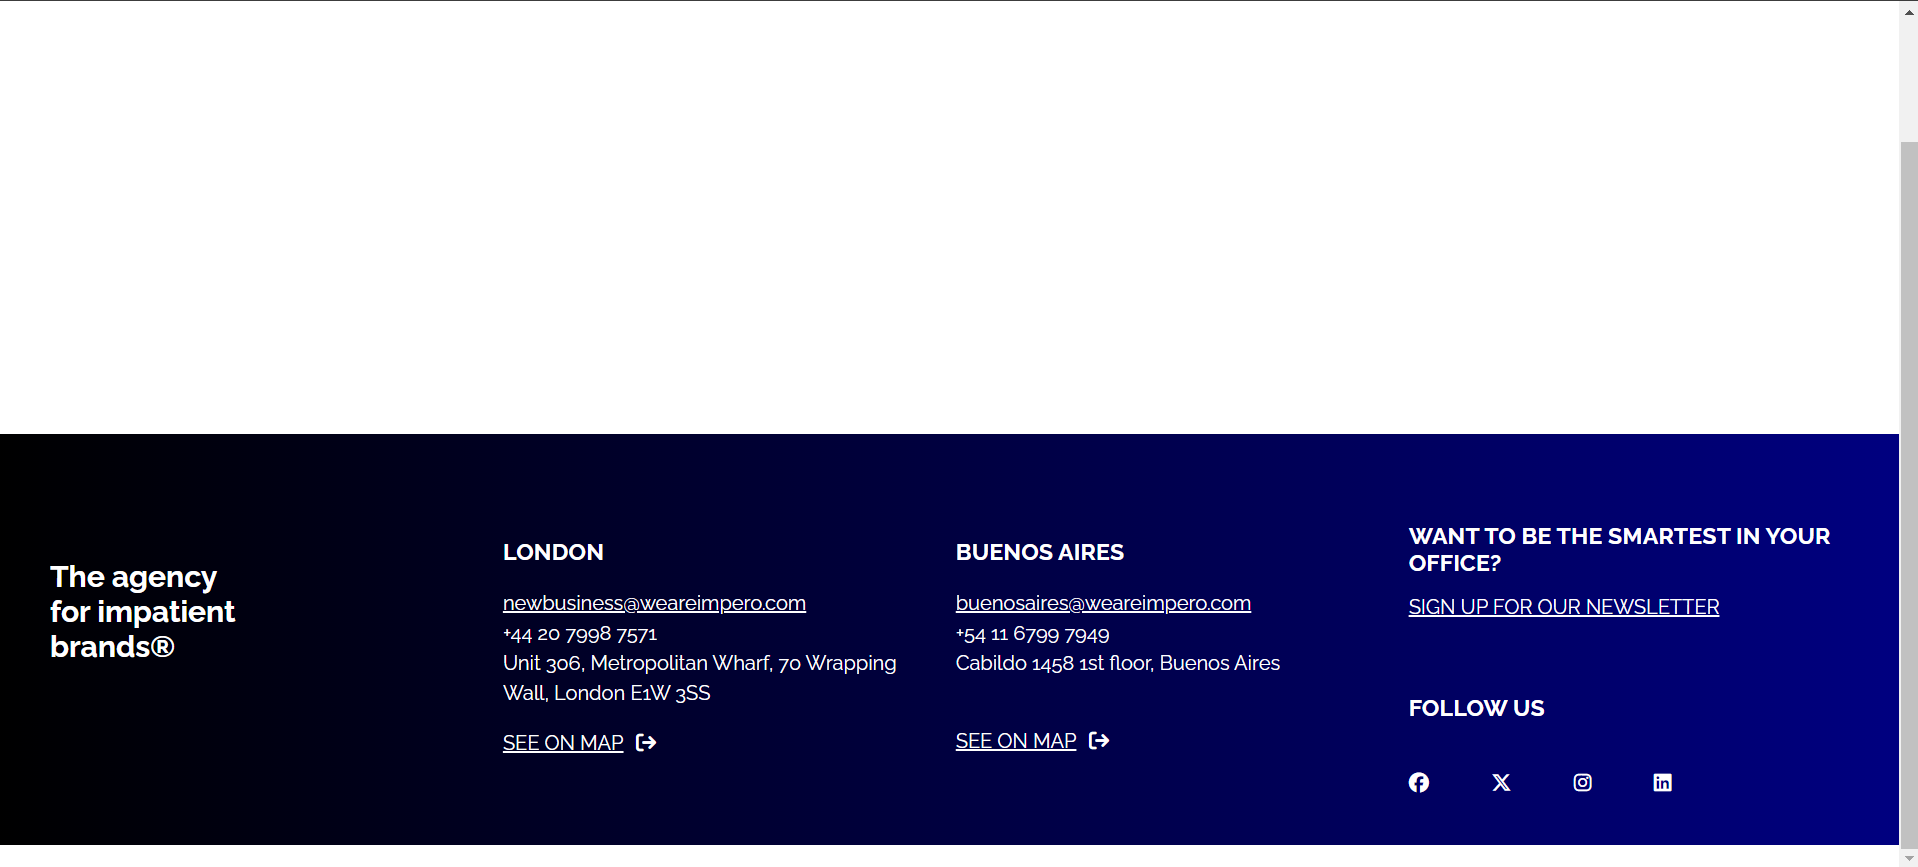 The agency
for impatient
brands®
LONDON
newbusiness@weareimpero.com
+44 20 7998 7571
Unit 306, Metropolitan Wharf, 70 Wrapping
Wall, London E1W 3SS
SEE ON MAP
BUENOS AIRES
buenosaires@weareimpero.com
+54 11 6799 7949
Cabildo 1458 1st floor, Buenos Aires
SEE ON MAP
WANT TO BE THE SMARTEST IN YOUR
OFFICE?
SIGN UP FOR OUR NEWSLETTER
FOLLOW US